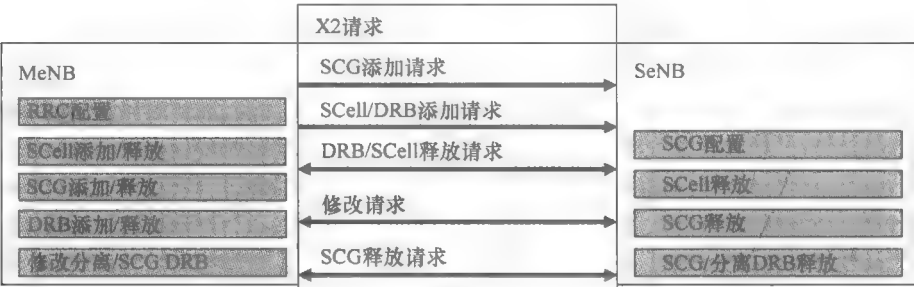 X2请求
MeNB
RRC配置
SCell添加/释放
SCG添加/释放
DRB添加/释放
修改分离/SCG DRB
SCG添加请求
SCell/DRB添加请求
DRB/SCell释放请求
修改请求
SCG释放请求
SeNB
SCG配置
SCell释放
SCG释放
SCG/分离DRB释放